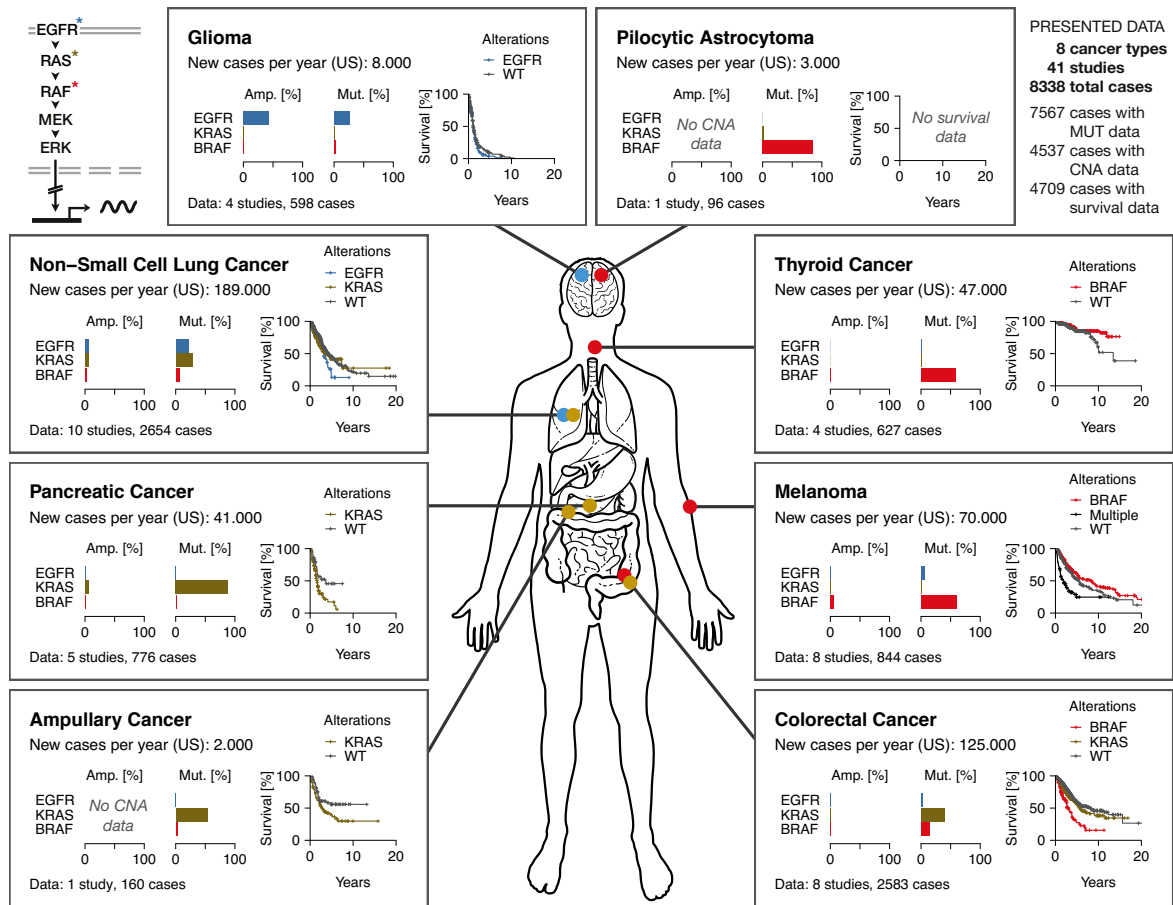 EGFR*
RAS*
RAF*
MEK
ERK
Glioma
New cases per year (US): 8.000
Alterations
EGFR
WT
Amp. [%]
Mut. [%]
EGFR
KRAS
BRAF
0 100
0 100
Survival [%]
100
50
0
0 10 20
Years
Data: 4 studies, 598 cases
Pilocytic Astrocytoma
New cases per year (US): 3.000
Amp. [%]
Mut. [%]
EGFR
KRAS
BRAF
No CNA
data
0 100
0 100
Survival [%]
100
50
0
No survival
data
0 10 20
Years
Data: 1 study, 96 cases
PRESENTED DATA
8 cancer types
41 studies
8338 total cases
7567 cases with
MUT data
4537 cases with
CNA data
4709 cases with
survival data
Non–Small Cell Lung Cancer
New cases per year (US): 189.000
Alterations
EGFR
KRAS
WT
Amp. [%]
Mut. [%]
EGFR
KRAS
BRAF
0 100
0 100
Survival [%]
100
50
0
0 10 20
Years
Data: 10 studies, 2654 cases
Thyroid Cancer
New cases per year (US): 47.000
Alterations
BRAF
WT
Amp. [%]
Mut. [%]
EGFR
KRAS
BRAF
0 100
0 100
Survival [%]
100
50
0
0 10 20
Years
Data: 4 studies, 627 cases
Pancreatic Cancer
New cases per year (US): 41.000
Alterations
KRAS
WT
Amp. [%]
Mut. [%]
EGFR
KRAS
BRAF
0 100
0 100
Survival [%]
100
50
0
0 10 20
Years
Data: 5 studies, 776 cases
Melanoma
New cases per year (US): 70.000
Alterations
BRAF
Multiple
WT
Amp. [%]
Mut. [%]
EGFR
KRAS
BRAF
0 100
0 100
Survival [%]
100
50
0
0 10 20
Years
Data: 8 studies, 844 cases
Ampullary Cancer
New cases per year (US): 2.000
Alterations
KRAS
WT
Amp. [%]
Mut. [%]
EGFR
KRAS
BRAF
No CNA
data
0 100
0 100
Survival [%]
100
50
0
0 10 20
Years
Data: 1 study, 160 cases
Colorectal Cancer
New cases per year (US): 125.000
Alterations
BRAF
KRAS
WT
Amp. [%]
Mut. [%]
EGFR
KRAS
BRAF
0 100
0 100
Survival [%]
100
50
0
0 10 20
Years
Data: 8 studies, 2583 cases